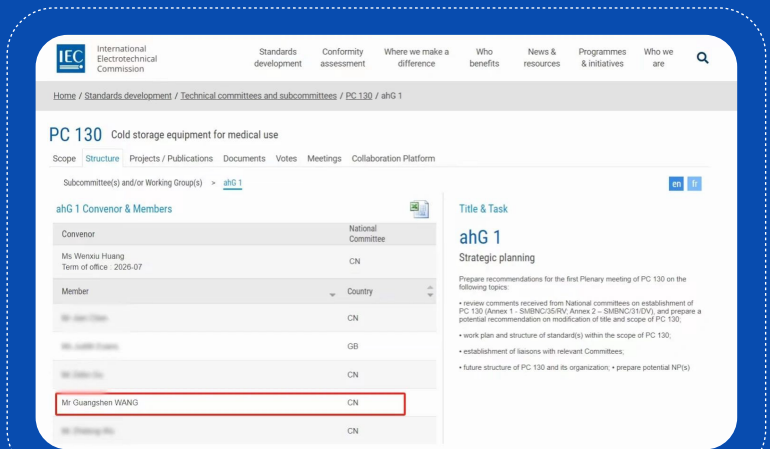 IEC
International
Electrotechnical
Commission
Standards
development
Conformity
assessment
Where we make a
difference
Who
benefits
News &
resources
Programmes
& initiatives
Who we
are
Home / Standards development / Technical committees and subcommittees / PC 130 / ahG 1
PC 130 Cold storage equipment for medical use
Scope Structure Projects / Publications Documents Votes Meetings Collaboration Platform
Subcommittee(s) and/or Working Group(s) > ahG 1
en fr
ahG 1 Convenor & Members
Convenor
National
Committee
Ms Wenxiu Huang
Term of office 2026-07
CN
Member Country
CN
GB
CN
Mr Guangshen WANG CN
CN
Title & Task
ahG 1
Strategic planning
Prepare recommendations for the first Plenary meeting of PC 130 on the
following topics:
• review comments received from National committees on establishment of
PC 130 (Annex 1 - SMBNC/35/RV; Annex 2 – SMBNC/31/DV), and prepare a
potential recommendation on modification of title and scope of PC 130;
• work plan and structure of standard(s) within the scope of PC 130;
• establishment of liaisons with relevant Committees;
• future structure of PC 130 and its organization; • prepare potential NP(s)